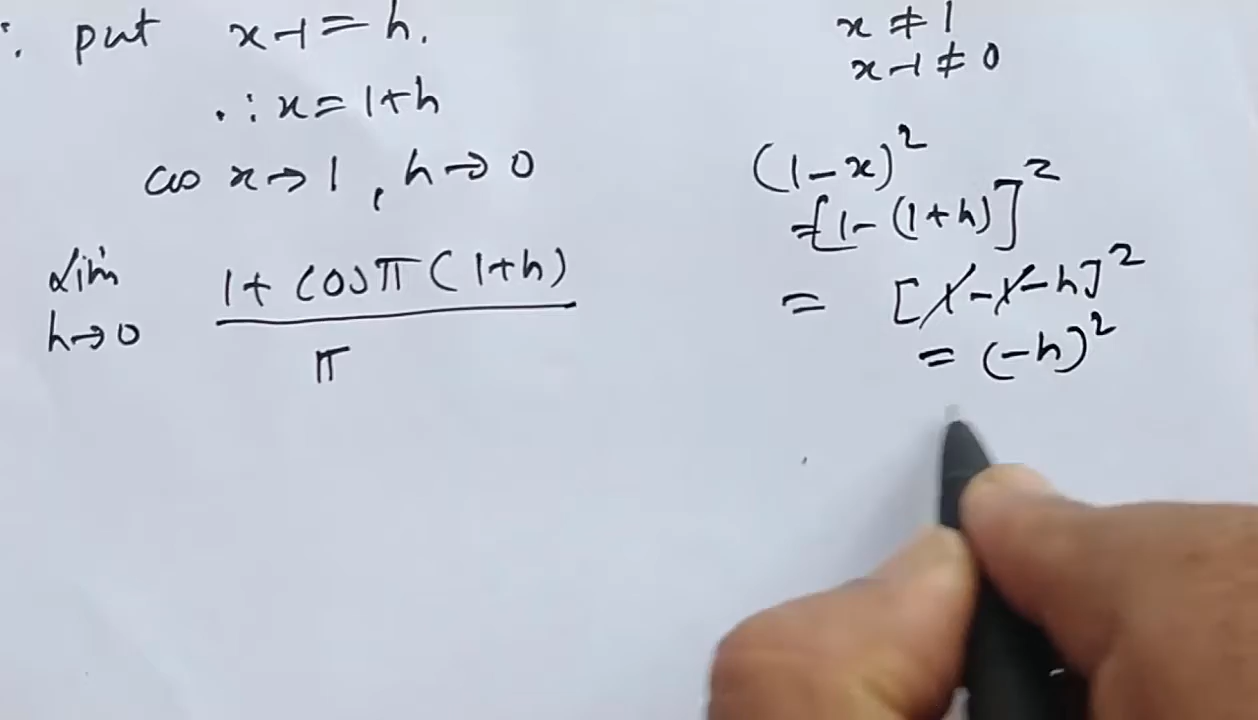 ∴ put x-1 = h.
∴ x = 1+h
as x→1, h→0
lim h→0 1+cosπ(1+h) / π
x ≠ 1
x-1 ≠ 0
(1-x)²
= [1-(1+h)]²
= [1-1-h]²
= (-h)²